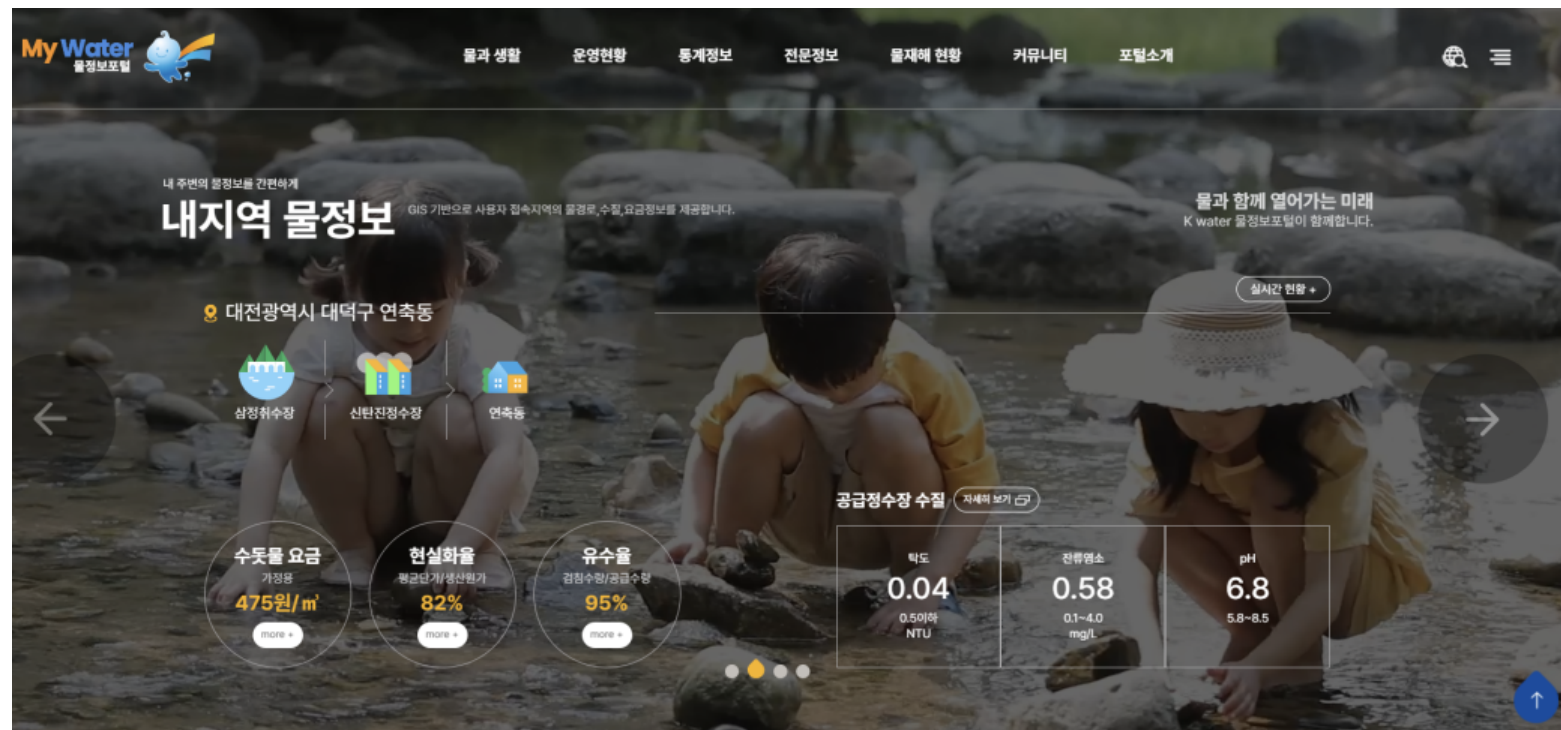 My Water
물정보포털
물과 생활 운영현황 통계정보 전문정보 물재해 현황 커뮤니티 포털소개
내 주변의 물정보를 간편하게
내지역 물정보
GIS 기반으로 사용자 접속지역의 물경로,수질,요금정보를 제공합니다.
물과 함께 열어가는 미래
K water 물정보포털이 함께합니다.
실시간 현황 +
대전광역시 대덕구 연축동
삼정취수장 신탄진정수장 연축동
공급정수장 수질 자세히 보기
수돗물 요금
가정용
475원/㎥
more +
현실화율
평균단가/생산원가
82%
more +
유수율
검침수량/공급수량
95%
more +
탁도
0.04
0.5이하
NTU
잔류염소
0.58
0.1~4.0
mg/L
pH
6.8
5.8~8.5